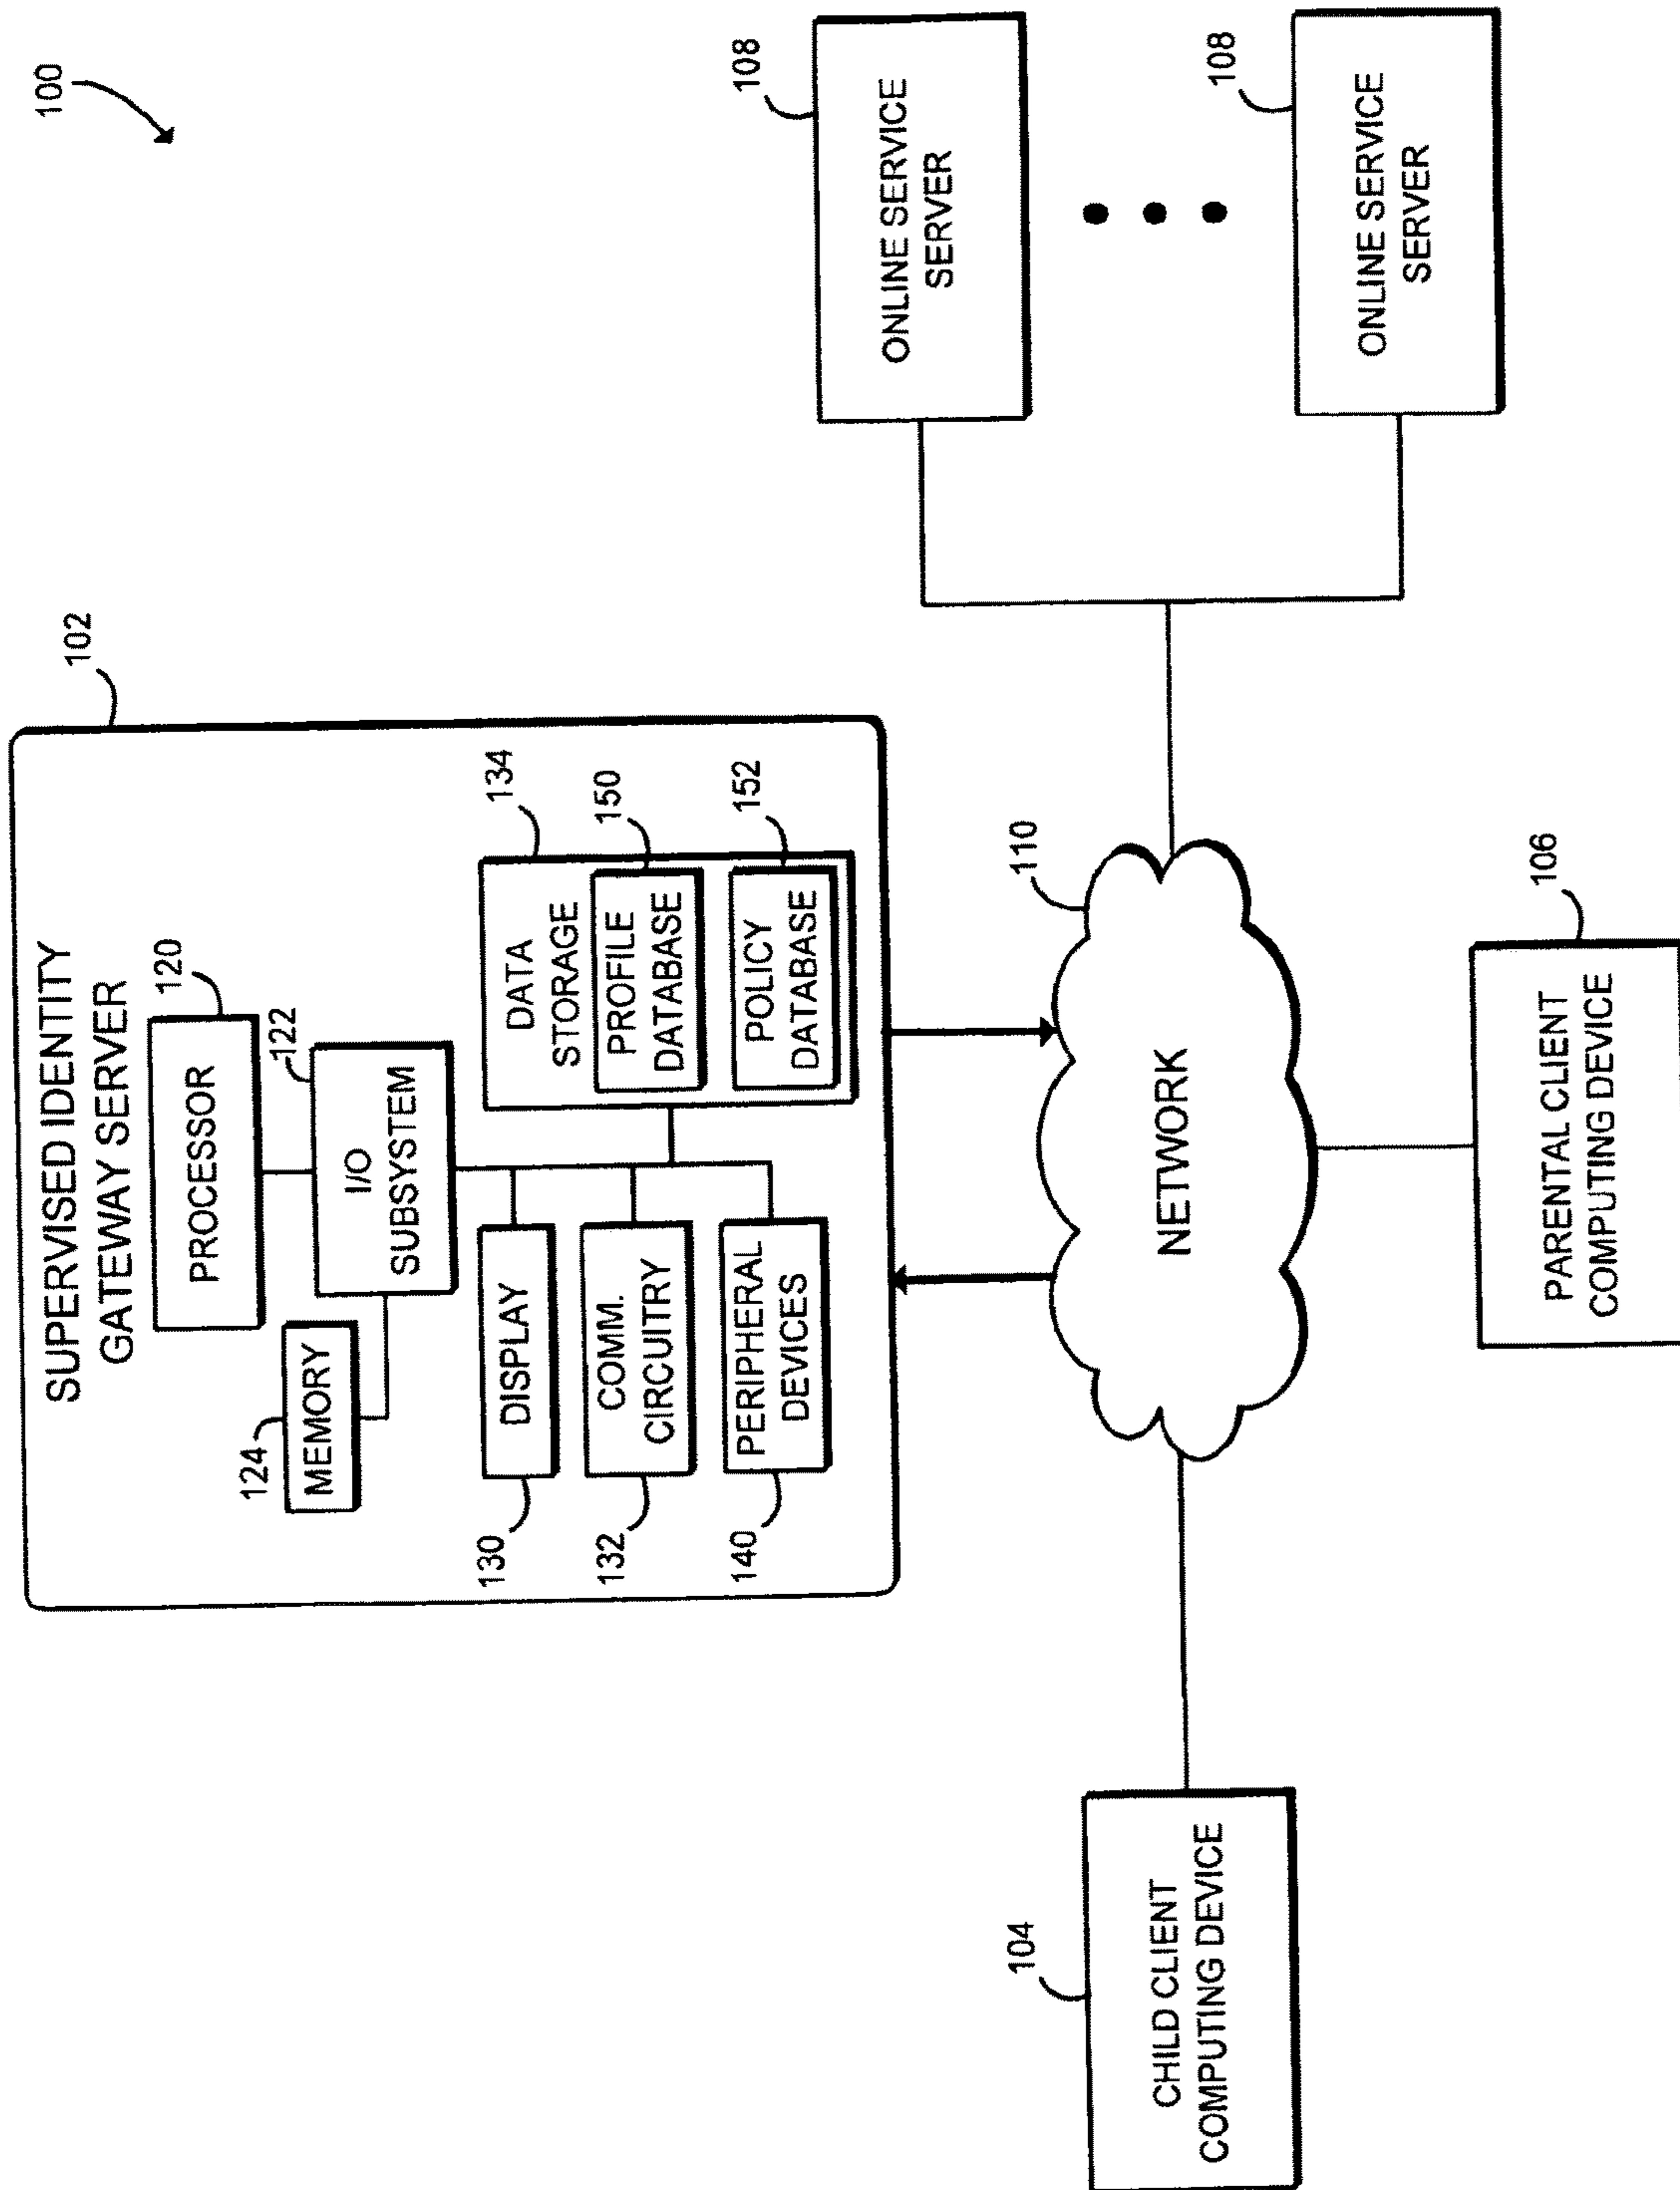 100
102
SUPERVISED IDENTITY
GATEWAY SERVER
120
PROCESSOR
122
I/O
SUBSYSTEM
124
MEMORY
130
DISPLAY
132
COMM.
CIRCUITRY
140
PERIPHERAL
DEVICES
134
DATA
STORAGE
150
PROFILE
DATABASE
152
POLICY
DATABASE
108
ONLINE SERVICE
SERVER
108
ONLINE SERVICE
SERVER
110
NETWORK
104
CHILD CLIENT
COMPUTING DEVICE
106
PARENTAL CLIENT
COMPUTING DEVICE